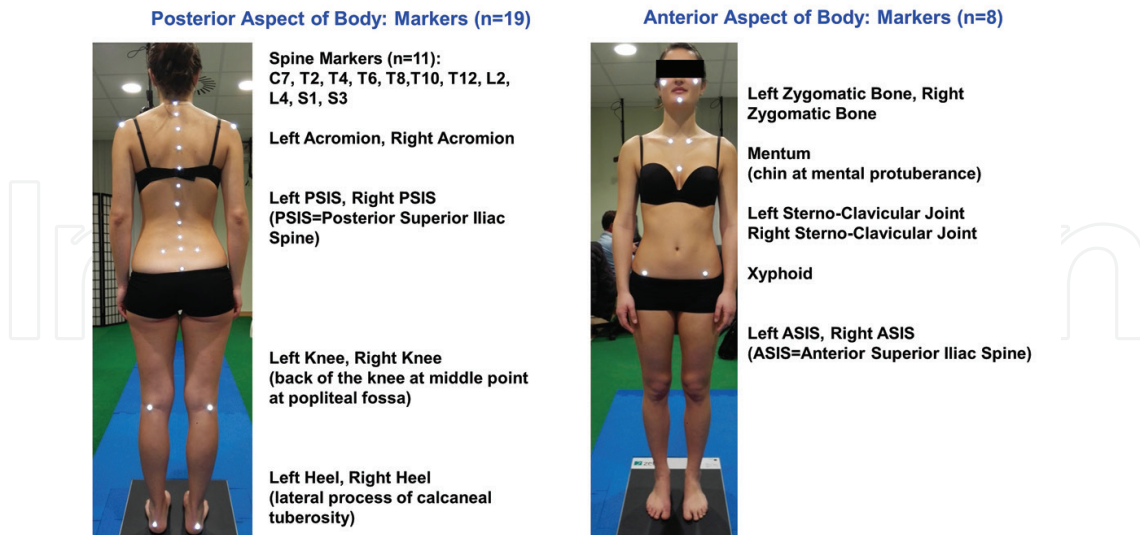 Posterior Aspect of Body: Markers (n=19)
Spine Markers (n=11):
C7, T2, T4, T6, T8,T10, T12, L2,
L4, S1, S3
Left Acromion, Right Acromion
Left PSIS, Right PSIS
(PSIS=Posterior Superior Iliac
Spine)
Left Knee, Right Knee
(back of the knee at middle point
at popliteal fossa)
Left Heel, Right Heel
(lateral process of calcaneal
tuberosity)
Anterior Aspect of Body: Markers (n=8)
Left Zygomatic Bone, Right
Zygomatic Bone
Mentum
(chin at mental protuberance)
Left Sterno-Clavicular Joint
Right Sterno-Clavicular Joint
Xyphoid
Left ASIS, Right ASIS
(ASIS=Anterior Superior Iliac Spine)